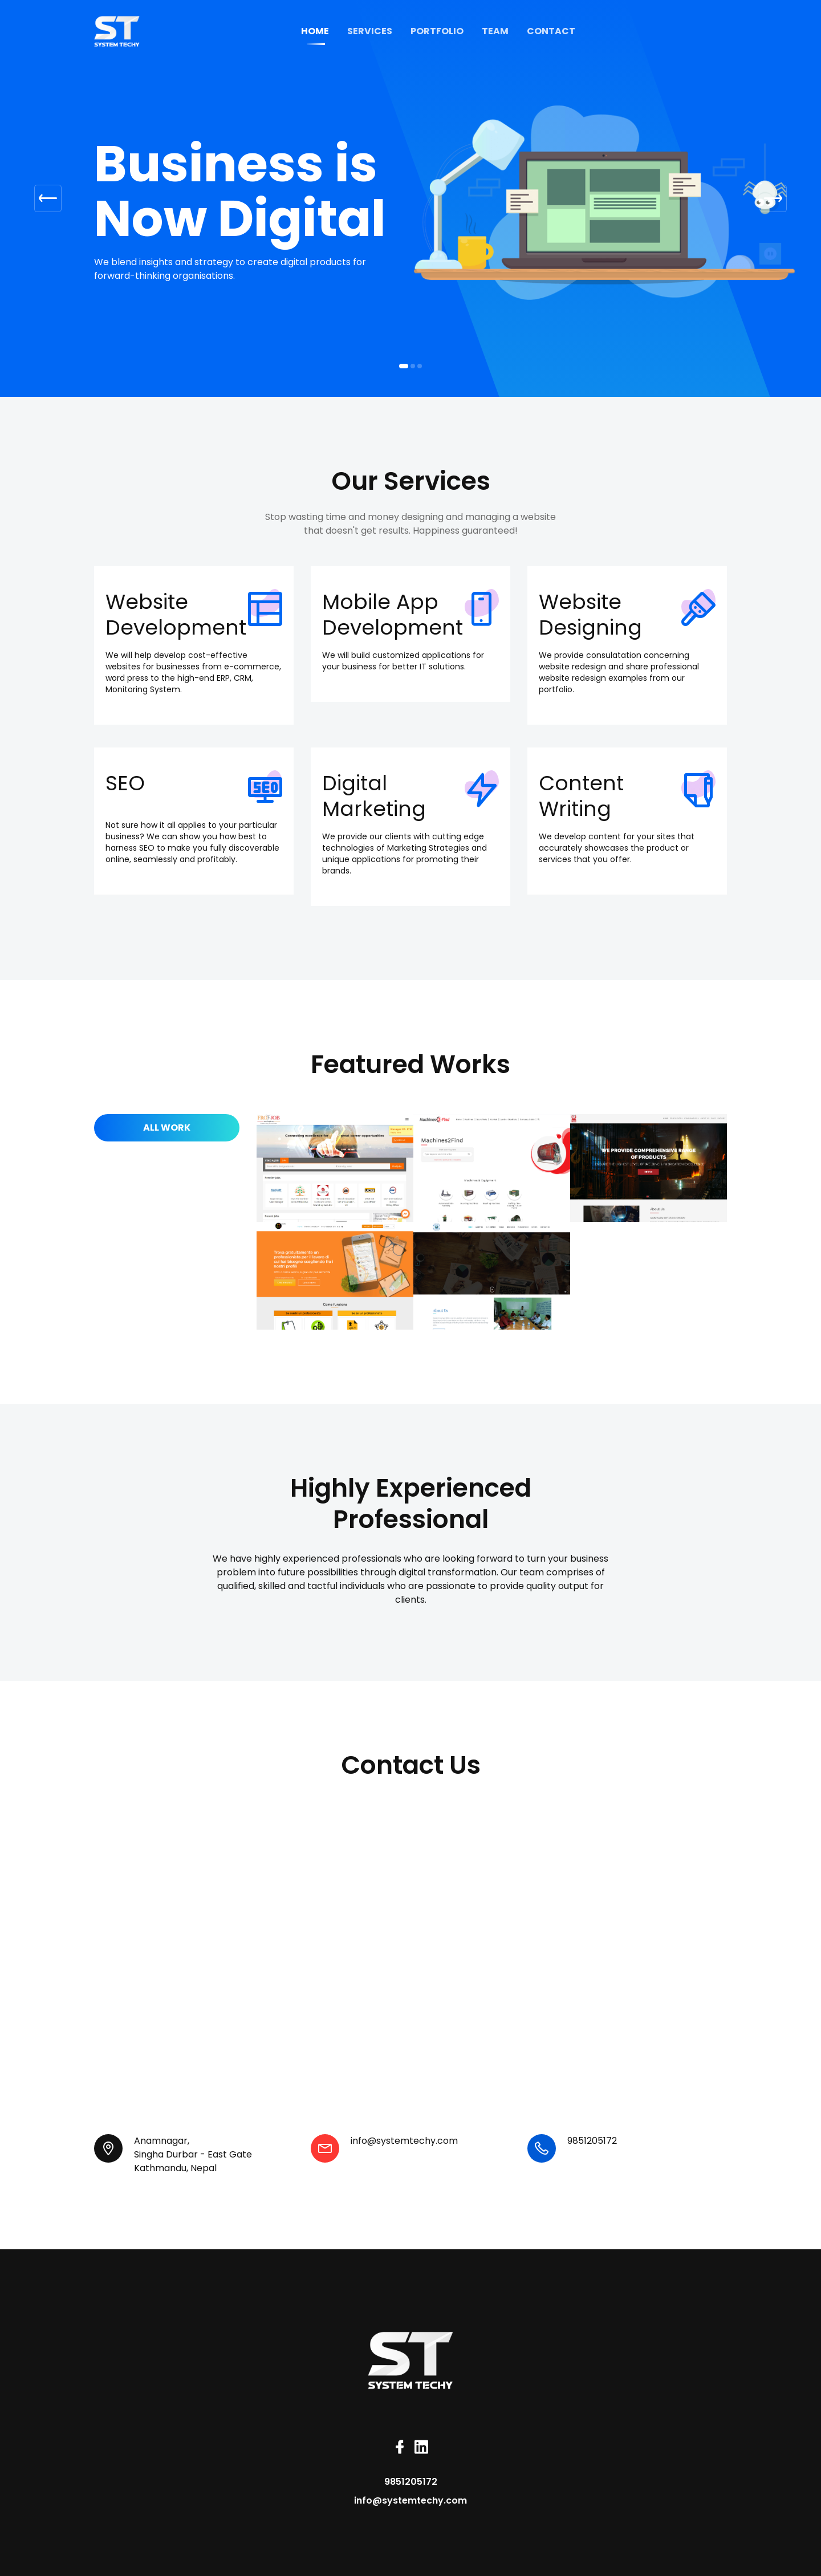 ST
SYSTEM TECHY
HOME SERVICES PORTFOLIO TEAM CONTACT
Business is
Now Digital
We blend insights and strategy to create digital products for
forward-thinking organisations.
Our Services
Stop wasting time and money designing and managing a website
that doesn't get results. Happiness guaranteed!
Website
Development
We will help develop cost-effective
websites for businesses from e-commerce,
word press to the high-end ERP, CRM,
Monitoring System.
Mobile App
Development
We will build customized applications for
your business for better IT solutions.
Website
Designing
We provide consulatation concerning
website redesign and share professional
website redesign examples from our
portfolio.
SEO
SEO
Not sure how it all applies to your particular
business? We can show you how best to
harness SEO to make you fully discoverable
online, seamlessly and profitably.
Digital
Marketing
We provide our clients with cutting edge
technologies of Marketing Strategies and
unique applications for promoting their
brands.
Content
Writing
We develop content for your sites that
accurately showcases the product or
services that you offer.
Featured Works
ALL WORK
Machines2Find
WE PROVIDE COMPREHENSIVE RANGE
OF PRODUCTS
About Us
Come funziona
About Us
Highly Experienced
Professional
We have highly experienced professionals who are looking forward to turn your business
problem into future possibilities through digital transformation. Our team comprises of
qualified, skilled and tactful individuals who are passionate to provide quality output for
clients.
Contact Us
Anamnagar,
Singha Durbar - East Gate
Kathmandu, Nepal
info@systemtechy.com
9851205172
ST
SYSTEM TECHY
9851205172
info@systemtechy.com